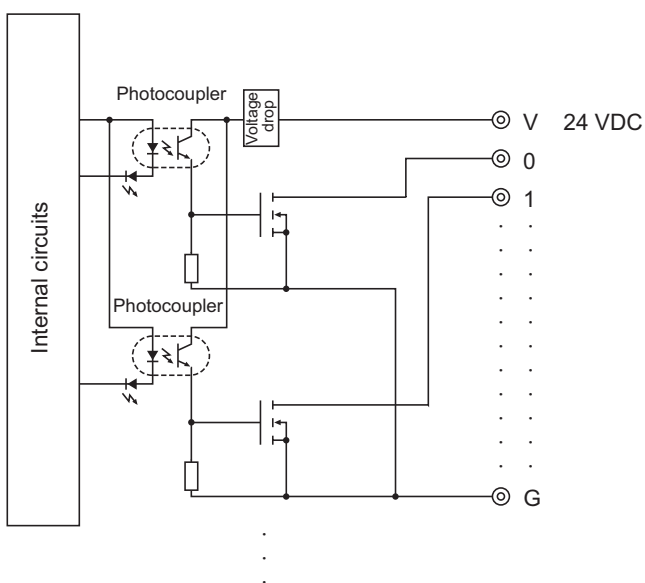 Photocoupler
Voltage
drop
V 24 VDC
0
1
Internal circuits
Photocoupler
G